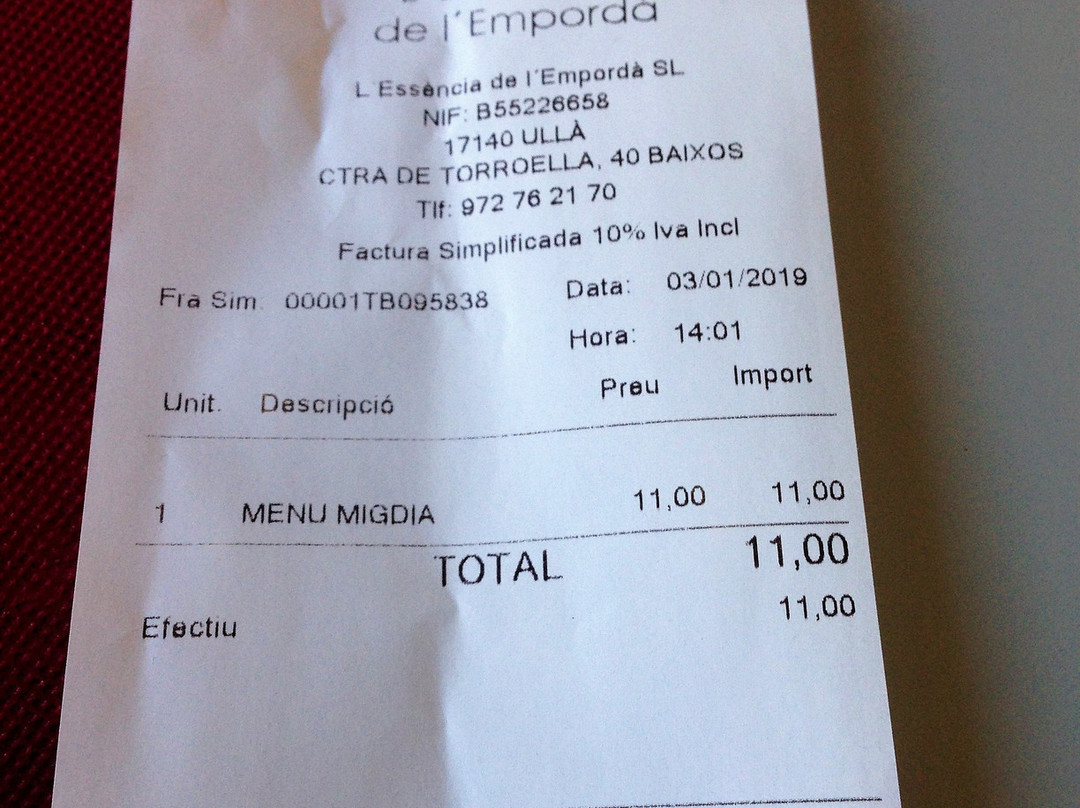 de l'Empordà
L'Essència de l'Empordà SL
NIF: B55226658
17140 ULLÀ
CTRA DE TORROELLA, 40 BAIXOS
Tlf: 972 76 21 70
Factura Simplificada 10% Iva Incl
Fra Sim. 00001TB095838 Data: 03/01/2019
Hora: 14:01
Unit. Descripció Preu Import
1 MENU MIGDIA 11,00 11,00
TOTAL 11,00
Efectiu 11,00